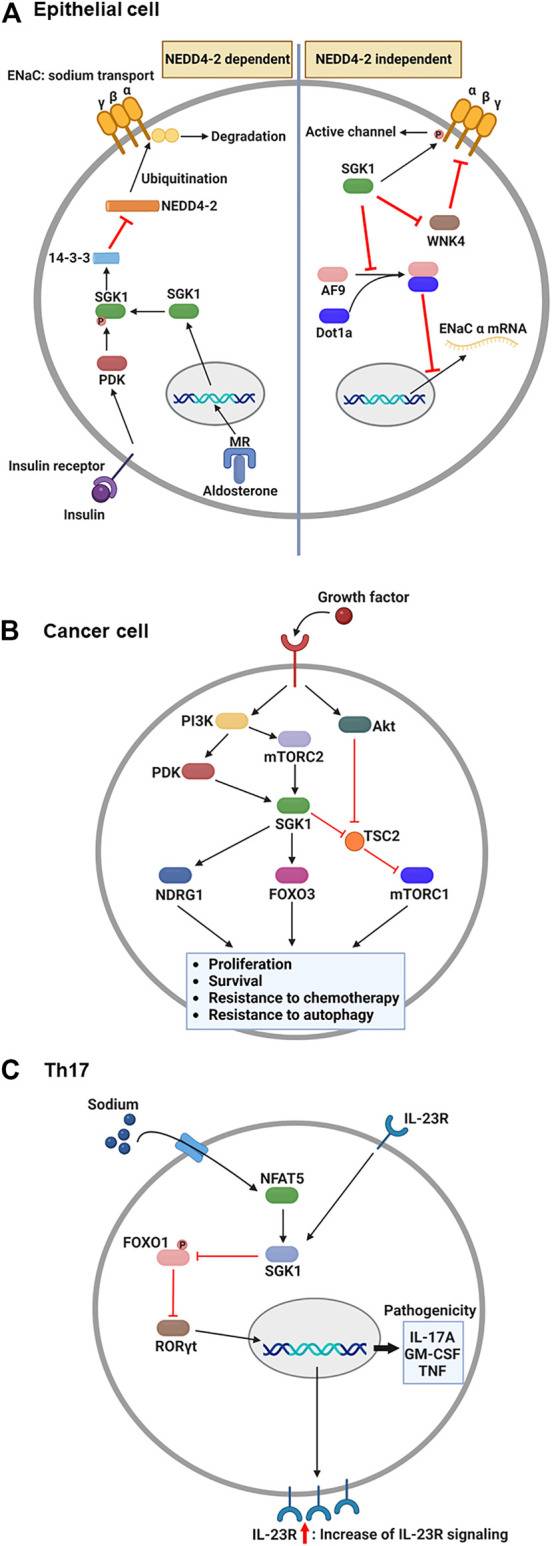 A Epithelial cell
NEDD4-2 dependent
NEDD4-2 independent
ENaC: sodium transport
γ β α
α β γ
Degradation
Active channel
P
Ubiquitination
SGK1
NEDD4-2
WNK4
14-3-3
SGK1
SGK1
P
AF9
Dot1a
ENaC α mRNA
PDK
MR
Insulin receptor
Aldosterone
Insulin
B Cancer cell
Growth factor
PI3K
Akt
mTORC2
PDK
SGK1
TSC2
NDRG1
FOXO3
mTORC1
• Proliferation
• Survival
• Resistance to chemotherapy
• Resistance to autophagy
C Th17
Sodium
IL-23R
NFAT5
FOXO1
P
SGK1
RORγt
Pathogenicity
IL-17A
GM-CSF
TNF
IL-23R : Increase of IL-23R signaling